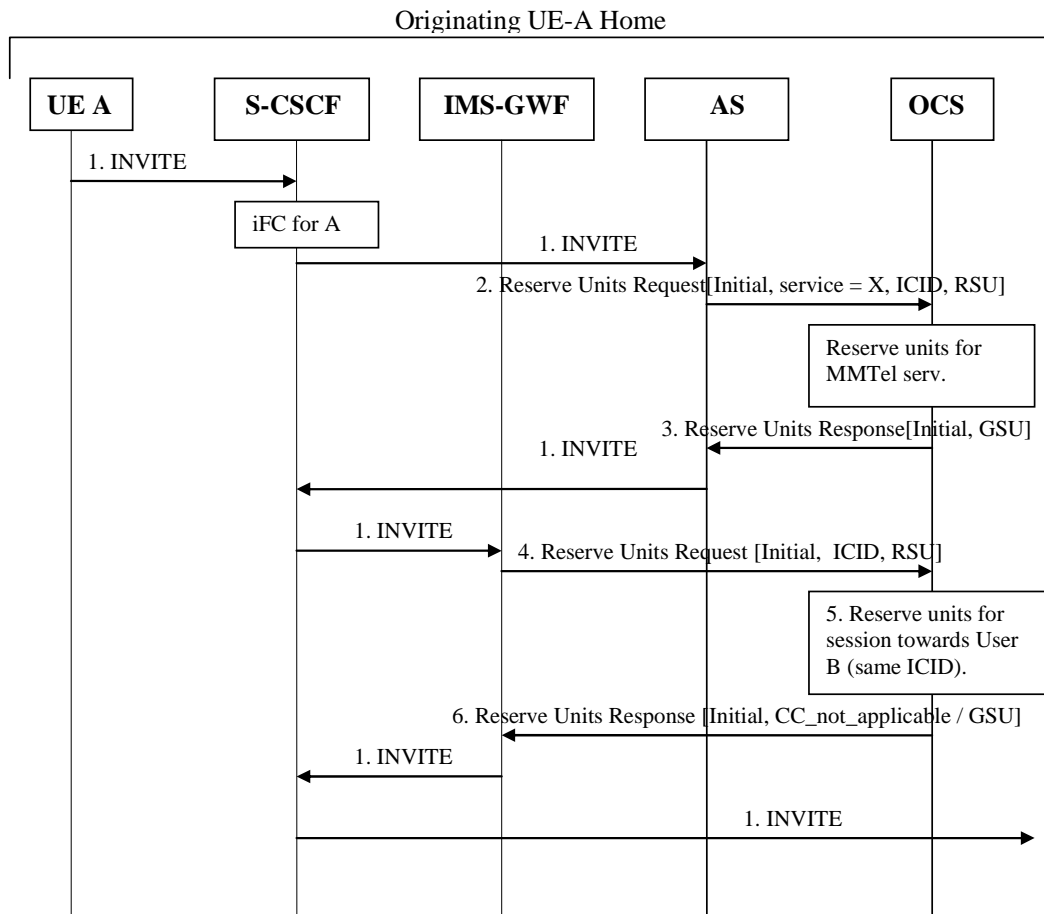 Originating UE-A Home
UE A
S-CSCF
IMS-GWF
AS
OCS
1. INVITE
iFC for A
1. INVITE
2. Reserve Units Request[Initial, service = X, ICID, RSU]
Reserve units for
MMTel serv.
3. Reserve Units Response[Initial, GSU]
1. INVITE
1. INVITE
4. Reserve Units Request [Initial, ICID, RSU]
5. Reserve units for
session towards User
B (same ICID).
6. Reserve Units Response [Initial, CC_not_applicable / GSU]
1. INVITE
1. INVITE